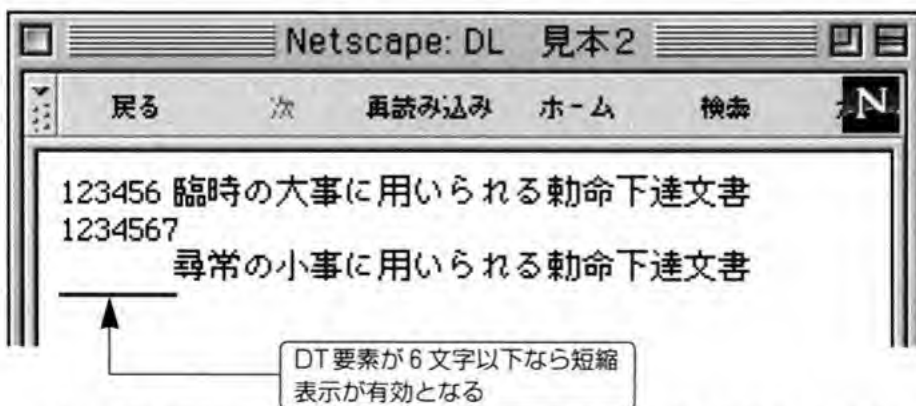 Netscape: DL 見本2
戻る 次 再読み込み ホーム 検索
N
123456 臨時の大事に用いられる勅命下達文書
1234567
尋常の小事に用いられる勅命下達文書
DT要素が6文字以下なら短縮
表示が有効となる